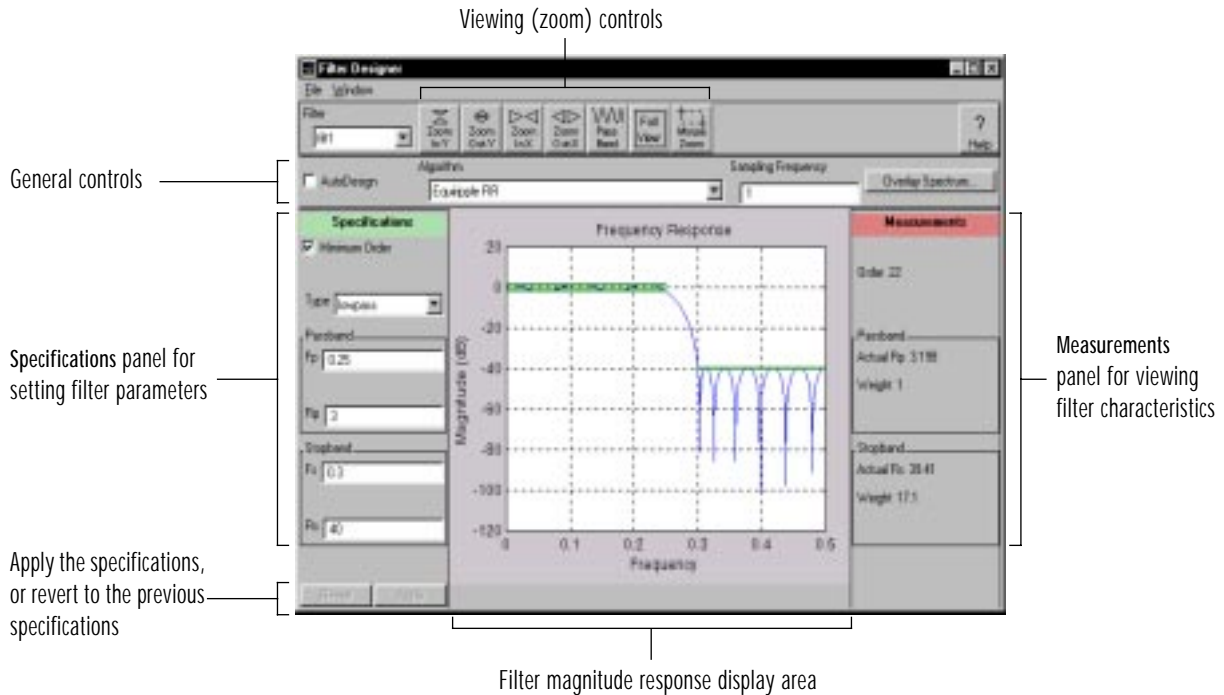 Viewing (zoom) controls
Filter Designer
File Window
Filter
filt1
Zoom In-Y
Zoom Out-Y
Zoom In-X
Zoom Out-X
Pass Band
Full View
Mouse Zoom
? Help
General controls
AutoDesign
Algorithm
Equiripple FIR
Sampling Frequency
1
Overlay Spectrum...
Specifications
Minimum Order
Type lowpass
Passband
Fp 0.25
Rp 3
Stopband
Fs 0.3
Rs 40
Revert Apply
Frequency Response
Magnitude (dB)
20
0
-20
-40
-60
-80
-100
-120
0 0.1 0.2 0.3 0.4 0.5
Frequency
Measurements
Order 22
Passband
Actual Rp
Weight 1
Stopband
Actual Rs
Weight 17.1
Specifications panel for
setting filter parameters
Measurements
panel for viewing
filter characteristics
Apply the specifications,
or revert to the previous
specifications
Filter magnitude response display area